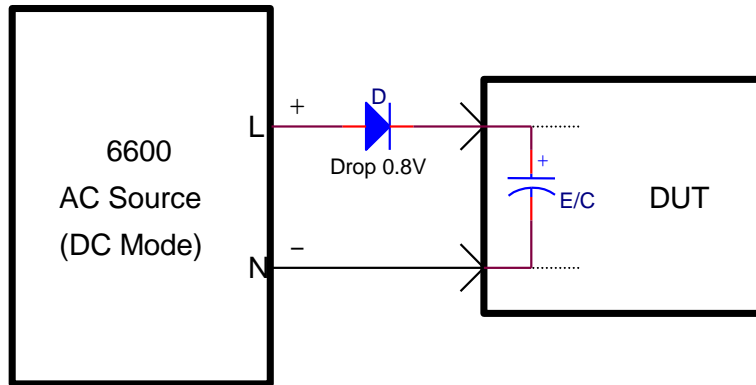 D
L
+
6600
AC Source
(DC Mode)
Drop 0.8V
+
E/C
DUT
N
−